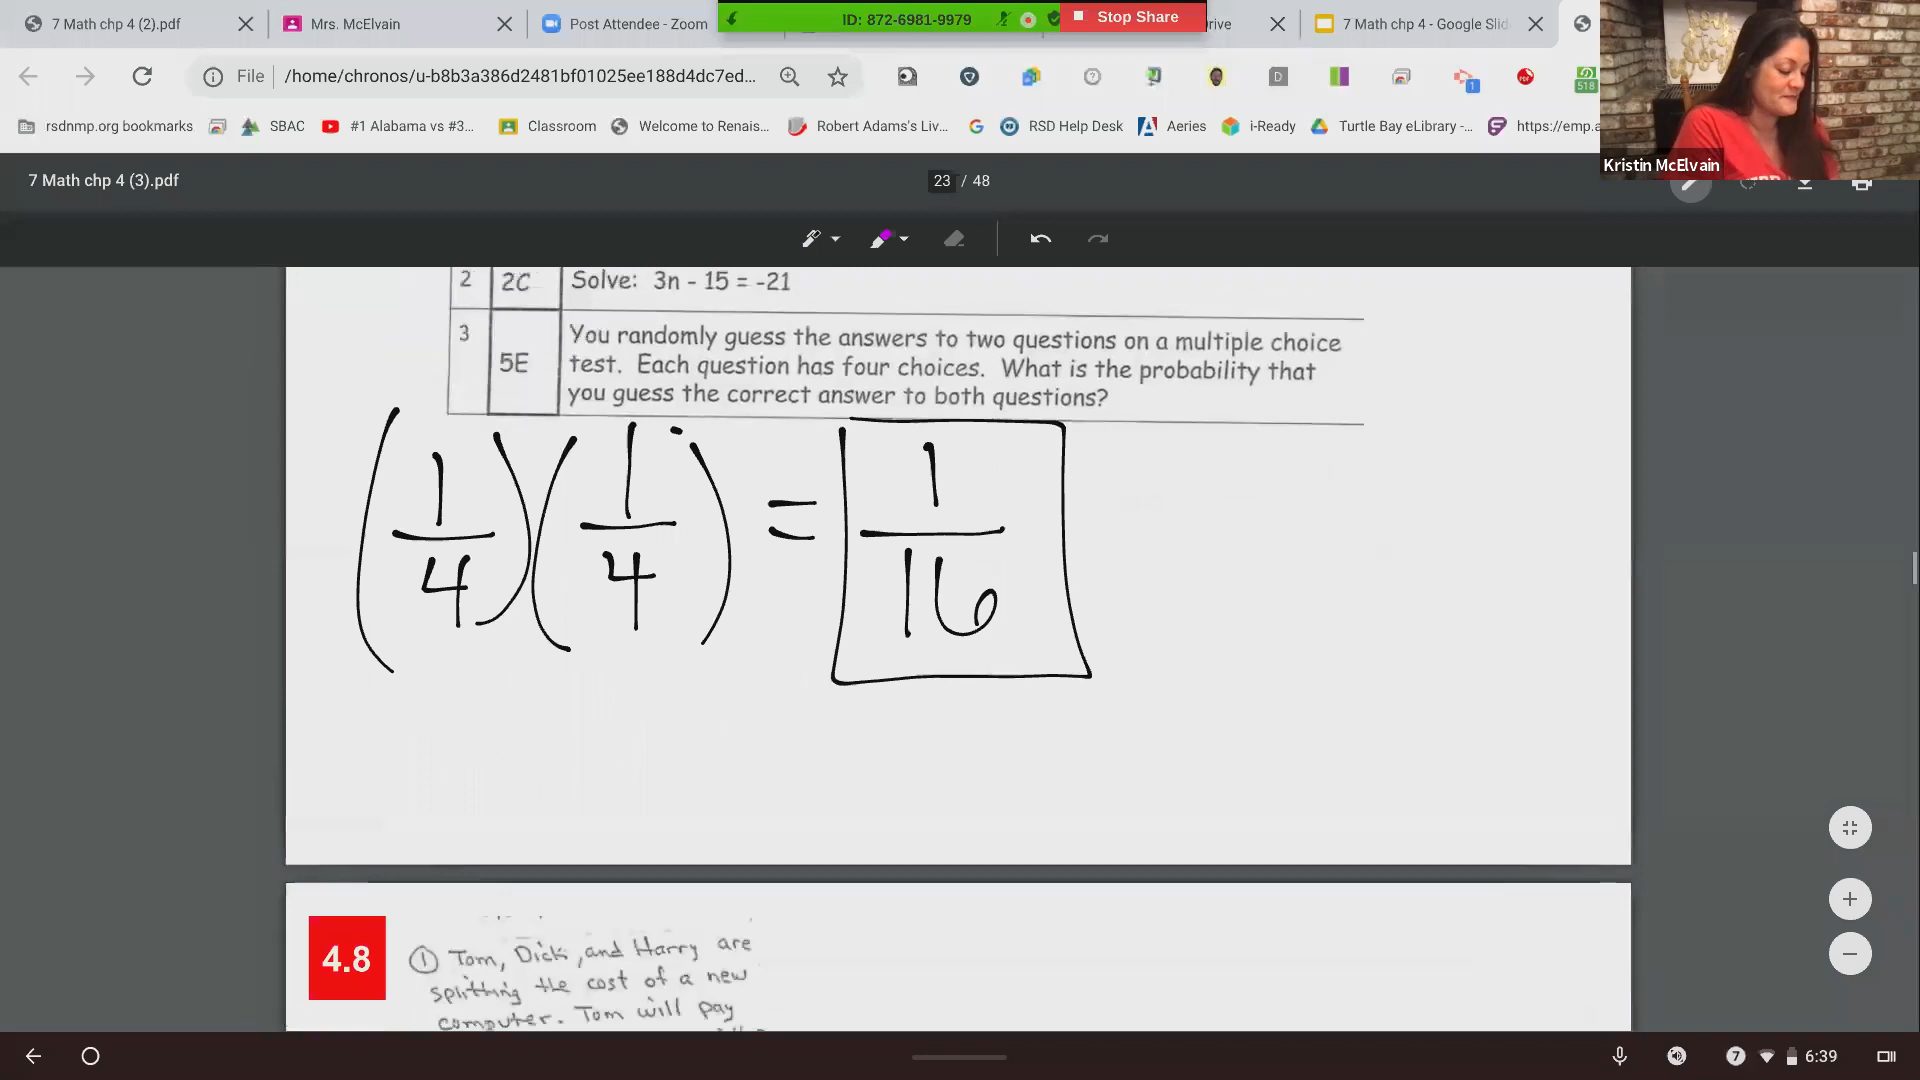 7 Math chp 4 (2).pdf
Mrs. McElvain
Post Attendee - Zoom
ID: 872-6981-9979
Stop Share
rive
7 Math chp 4 - Google Slid
File
/home/chronos/u-b8b3a386d2481bf01025ee188d4dc7ed...
D
1
PDF
518
rsdnmp.org bookmarks
SBAC
#1 Alabama vs #3...
Classroom
Welcome to Renais...
Robert Adams's Liv...
RSD Help Desk
Aeries
i-Ready
Turtle Bay eLibrary -...
https://emp.a
Kristin McElvain
7 Math chp 4 (3).pdf
23 / 48
2 2C Solve: 3n - 15 = -21
3 5E You randomly guess the answers to two questions on a multiple choice
test. Each question has four choices. What is the probability that
you guess the correct answer to both questions?
(1/4)(1/4) = 1/16
4.8
① Tom, Dick, and Harry are
splitting the cost of a new
computer. Tom will pay
7
6:39